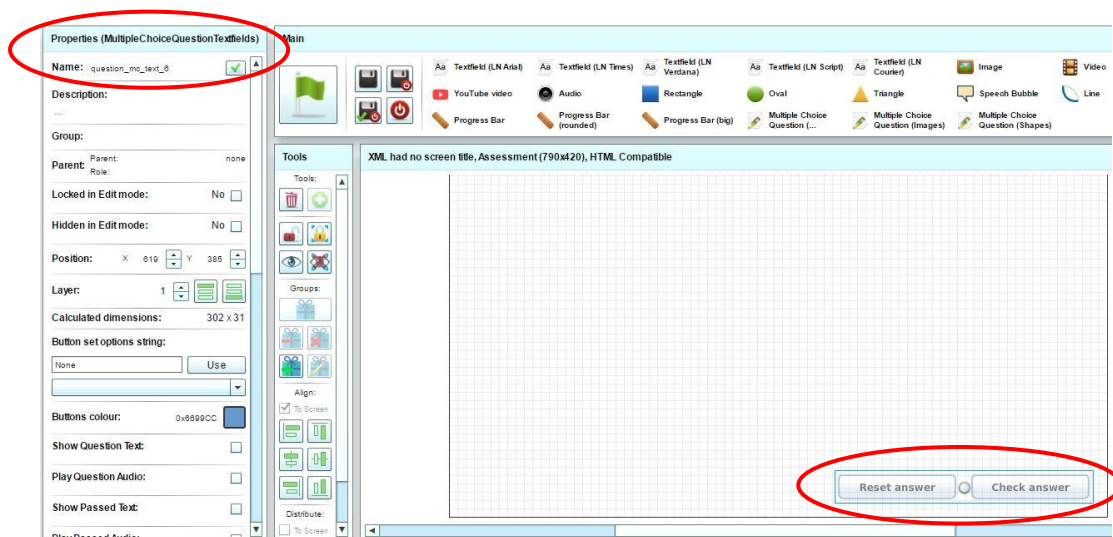 Properties (MultipleChoiceQuestionTextfields)
Name: question_mc_text_6
Description:
...
Group:
Parent: Parent: none
Role:
Locked in Edit mode: No
Hidden in Edit mode: No
Position: X 619 Y 385
Layer: 1
Calculated dimensions: 302 x 31
Button set options string:
None Use
Buttons colour: 0x6699CC
Show Question Text:
Play Question Audio:
Show Passed Text:
Play Passed Audio:
Main
Aa Textfield (LN Arial) Aa Textfield (LN Times) Aa Textfield (LN Verdana) Aa Textfield (LN Script) Aa Textfield (LN Courier) Image Video
YouTube video Audio Rectangle Oval Triangle Speech Bubble Line
Progress Bar Progress Bar (rounded) Progress Bar (big) Multiple Choice Question (... Multiple Choice Question (Images) Multiple Choice Question (Shapes)
Tools
Tools:
Groups:
Align:
To Screen
Distribute:
To Screen
XML had no screen title, Assessment (790x420), HTML Compatible
Reset answer Check answer